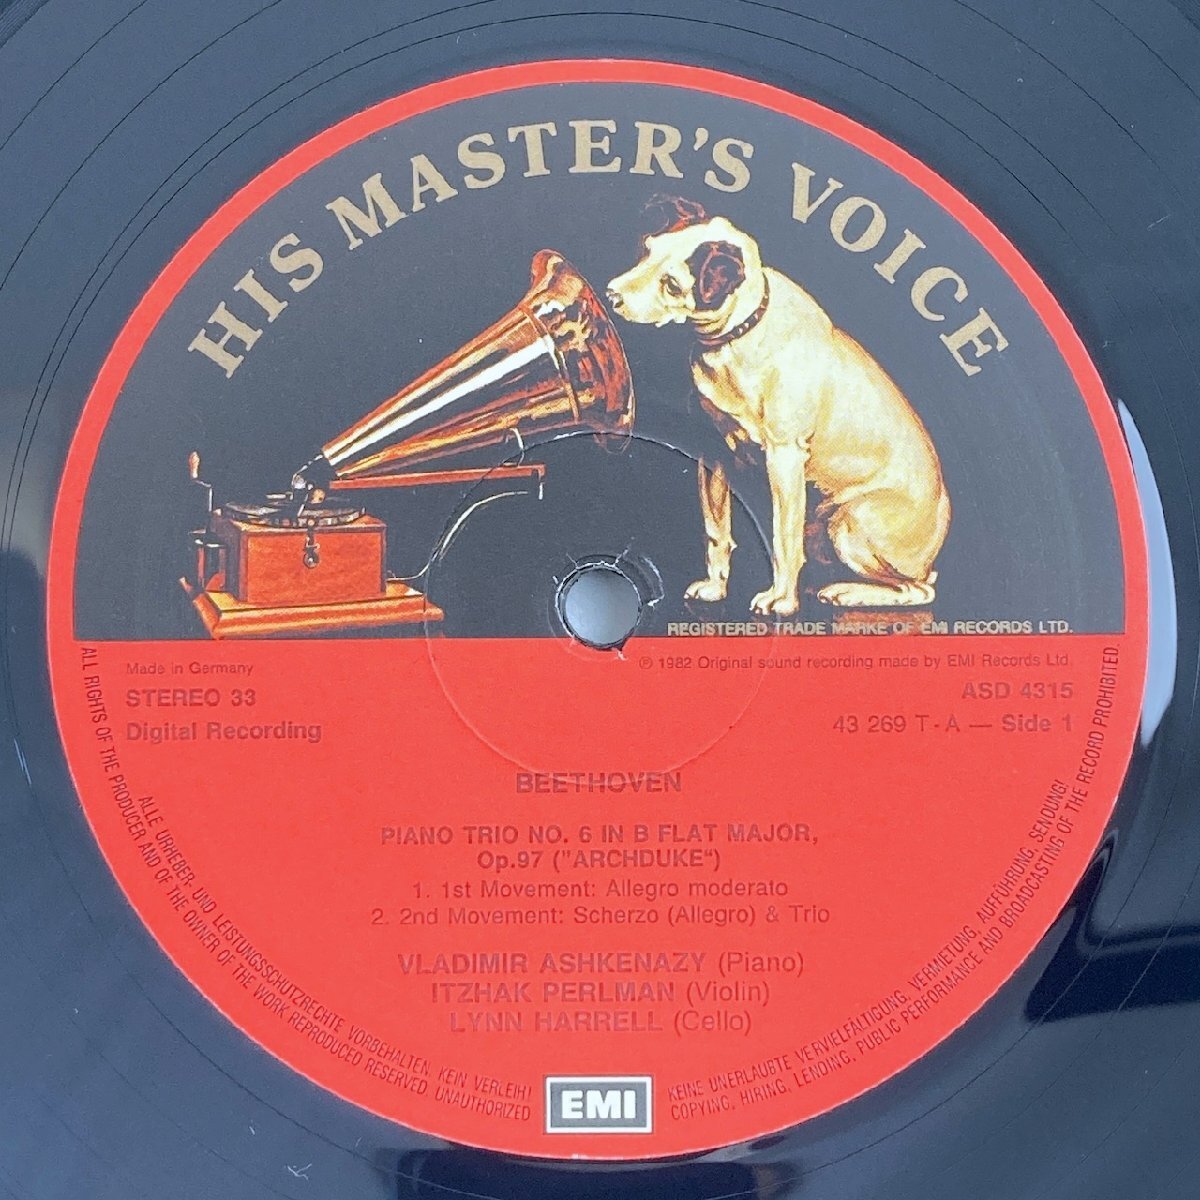 HIS MASTER'S VOICE
REGISTERED TRADE MARKE OF EMI RECORDS LTD.
Made in Germany
℗ 1982 Original sound recording made by EMI Records Ltd.
STEREO 33
ASD 4315
Digital Recording
43 269 T-A — Side 1
BEETHOVEN
PIANO TRIO NO. 6 IN B FLAT MAJOR,
Op.97 ("ARCHDUKE“)
1. 1st Movement: Allegro moderato
2. 2nd Movement: Scherzo (Allegro) & Trio
VLADIMIR ASHKENAZY (Piano)
ITZHAK PERLMAN (Violin)
LYNN HARRELL (Cello)
EMI
ALLE URHEBER- UND LEISTUNGSSCHUTZRECHTE VORBEHALTEN. KEIN VERLEIH! KEINE UNERLAUBTE VERVIELFÄLTIGUNG, VERMIETUNG, AUFFÜHRUNG, SENDUNG!
ALL RIGHTS OF THE PRODUCER AND OF THE OWNER OF THE WORK REPRODUCED RESERVED. UNAUTHORIZED COPYING, HIRING, LENDING, PUBLIC PERFORMANCE AND BROADCASTING OF THE RECORD PROHIBITED.